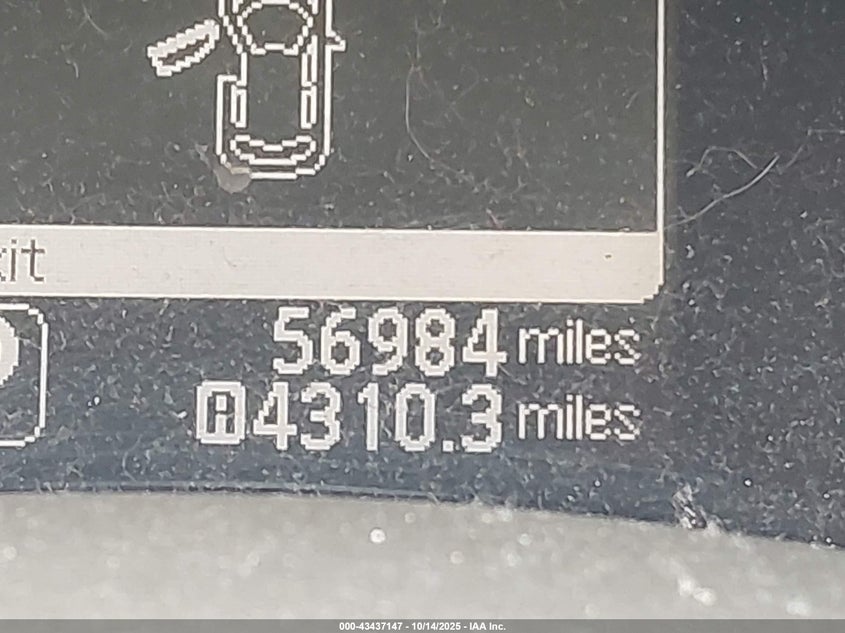 xit
56984 miles
A 4310.3 miles
000-43437147 - 10/14/2025 - IAA Inc.